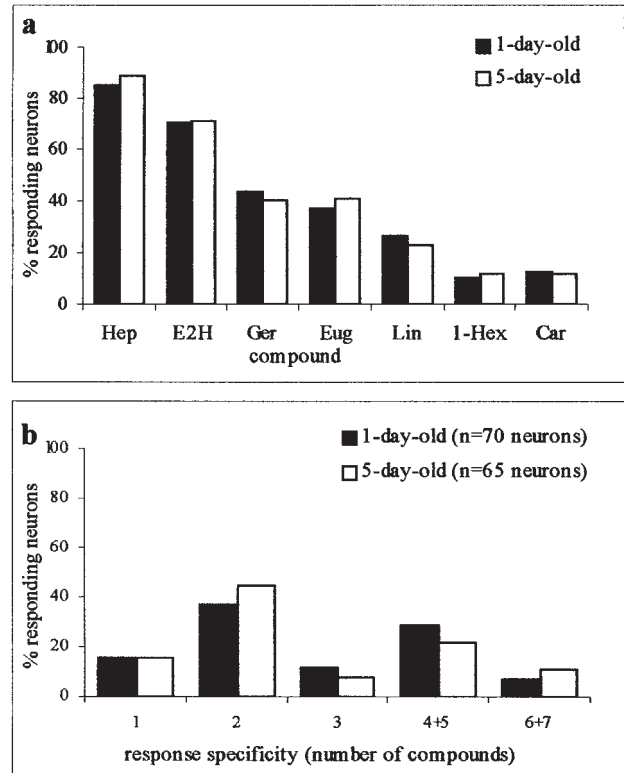 a
1-day-old
5-day-old
% responding neurons
100
80
60
40
20
0
Hep E2H Ger Eug Lin 1-Hex Car
compound
b
1-day-old (n=70 neurons)
5-day-old (n=65 neurons)
% responding neurons
100
80
60
40
20
0
1 2 3 4+5 6+7
response specificity (number of compounds)